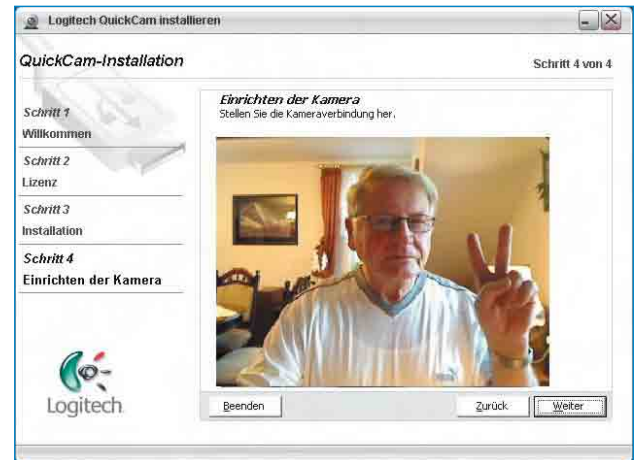 Logitech QuickCam installieren
QuickCam-Installation
Schritt 4 von 4
Schritt 1
Willkommen
Schritt 2
Lizenz
Schritt 3
Installation
Schritt 4
Einrichten der Kamera
Einrichten der Kamera
Stellen Sie die Kameraverbindung her.
Logitech
Beenden
Zurück
Weiter